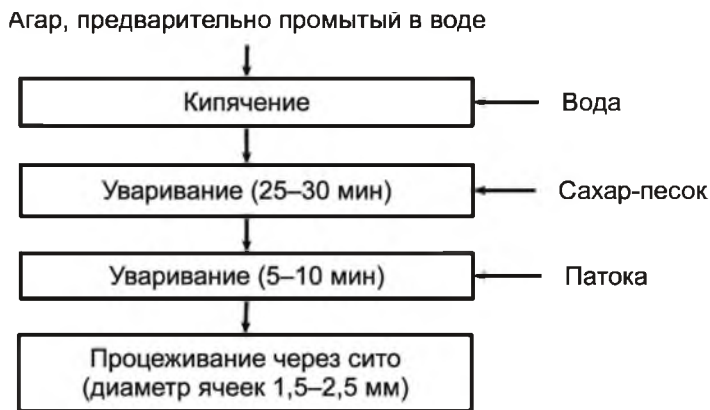 Агар, предварительно промытый в воде
Кипячение
Вода
Уваривание (25–30 мин)
Сахар-песок
Уваривание (5–10 мин)
Патока
Процеживание через сито
(диаметр ячеек 1,5–2,5 мм)